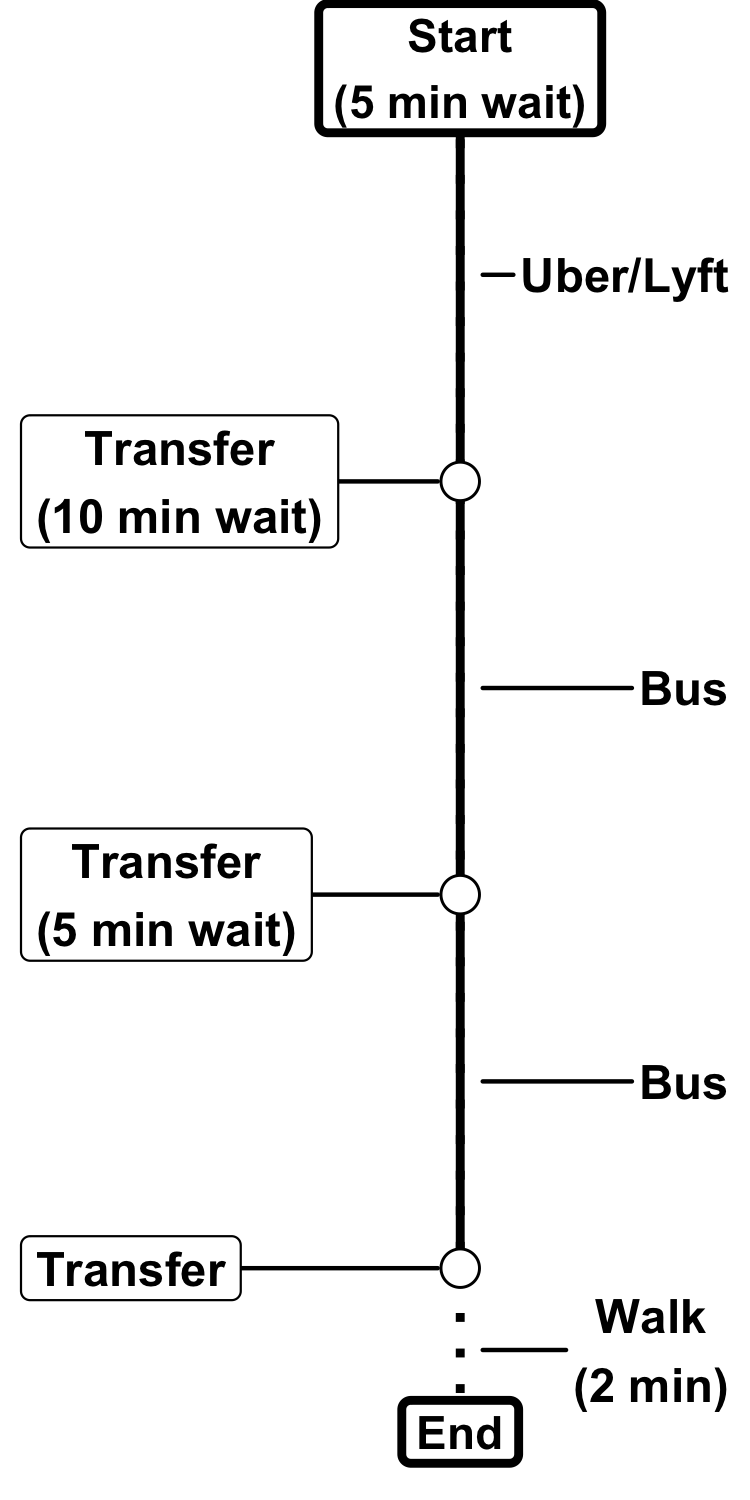 Start
(5 min wait)
Uber/Lyft
Transfer
(10 min wait)
Bus
Transfer
(5 min wait)
Bus
Transfer
Walk
(2 min)
End